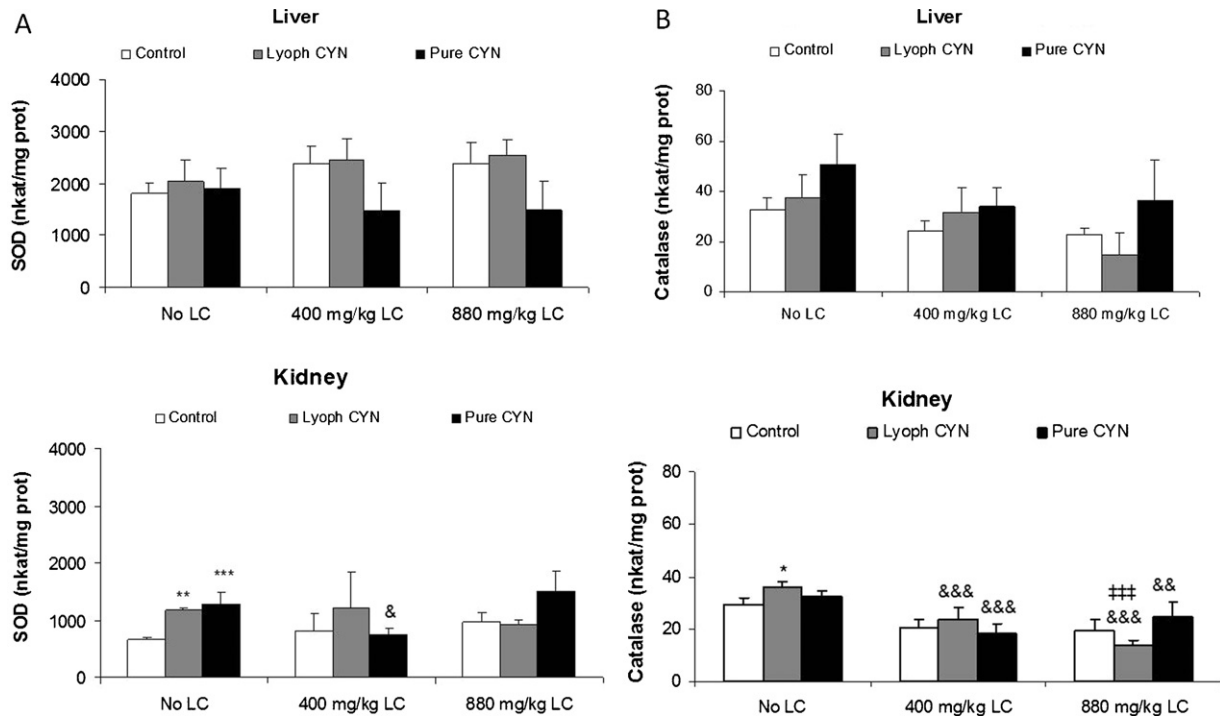 A
Liver
Control Lyoph CYN Pure CYN
SOD (nkat/mg prot)
4000
3000
2000
1000
0
No LC 400 mg/kg LC 880 mg/kg LC
B
Liver
Control Lyoph CYN Pure CYN
Catalase (nkat/mg prot)
80
60
40
20
0
No LC 400 mg/kg LC 880 mg/kg LC
Kidney
Control Lyoph CYN Pure CYN
SOD (nkat/mg prot)
4000
3000
2000
1000
0
** *** &
No LC 400 mg/kg LC 880 mg/kg LC
Kidney
Control Lyoph CYN Pure CYN
Catalase (nkat/mg prot)
80
60
40
20
0
*
&&& &&&
‡‡‡ &&
&&&
No LC 400 mg/kg LC 880 mg/kg LC